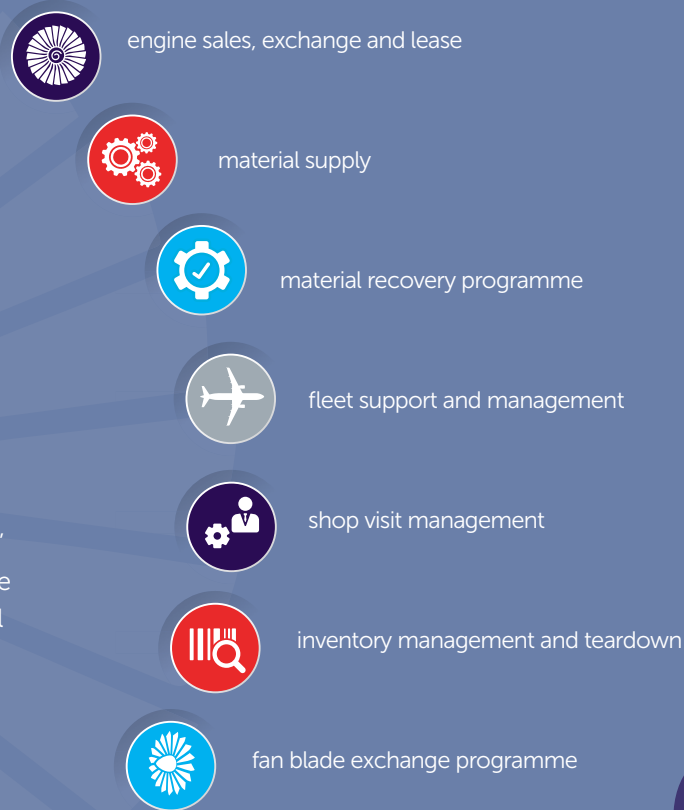 engine sales, exchange and lease
material supply
material recovery programme
fleet support and management
shop visit management
inventory management and teardown
fan blade exchange programme